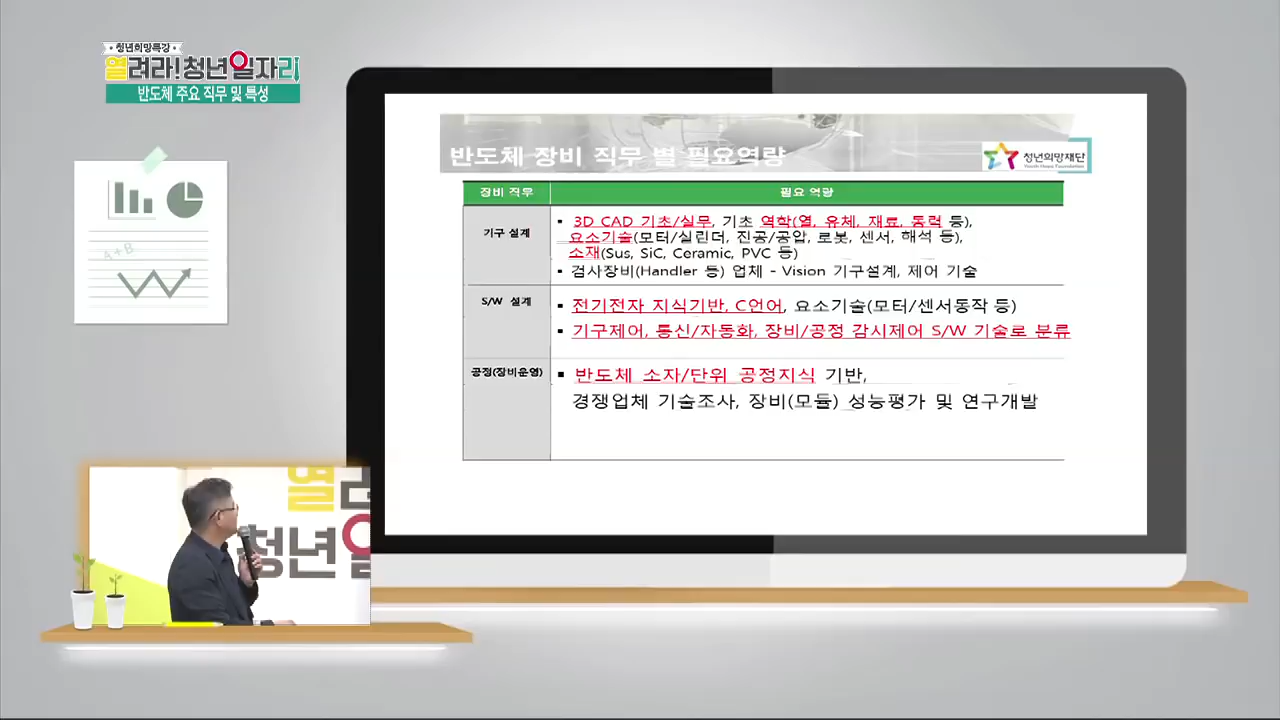 청년희망특강
열려라!청년일자리
반도체 주요 직무 및 특성
반도체 장비 직무 별 필요역량
청년희망재단
Youth Hope Foundation
장비 직무 필요 역량
기구 설계
▪ 3D CAD 기초/실무, 기초 역학(열, 유체, 재료, 동력 등),
요소기술(모터/실린더, 진공/공압, 로봇, 센서, 해석 등),
소재(Sus, SiC, Ceramic, PVC 등)
▪ 검사장비(Handler 등) 업체 - Vision 기구설계, 제어 기술
S/W 설계
▪ 전기전자 지식기반, C언어, 요소기술(모터/센서동작 등)
▪ 기구제어, 통신/자동화, 장비/공정 감시제어 S/W 기술로 분류
공정(장비운영)
▪ 반도체 소자/단위 공정지식 기반,
경쟁업체 기술조사, 장비(모듈) 성능평가 및 연구개발
A+B
열려
청년일